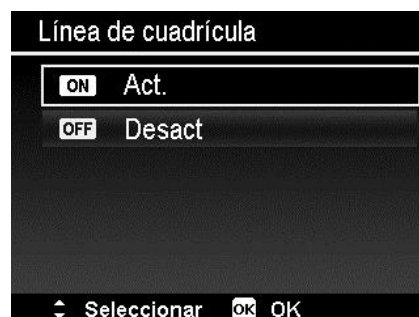 Línea de cuadrícula
ON Act.
OFF Desact
Seleccionar OK OK